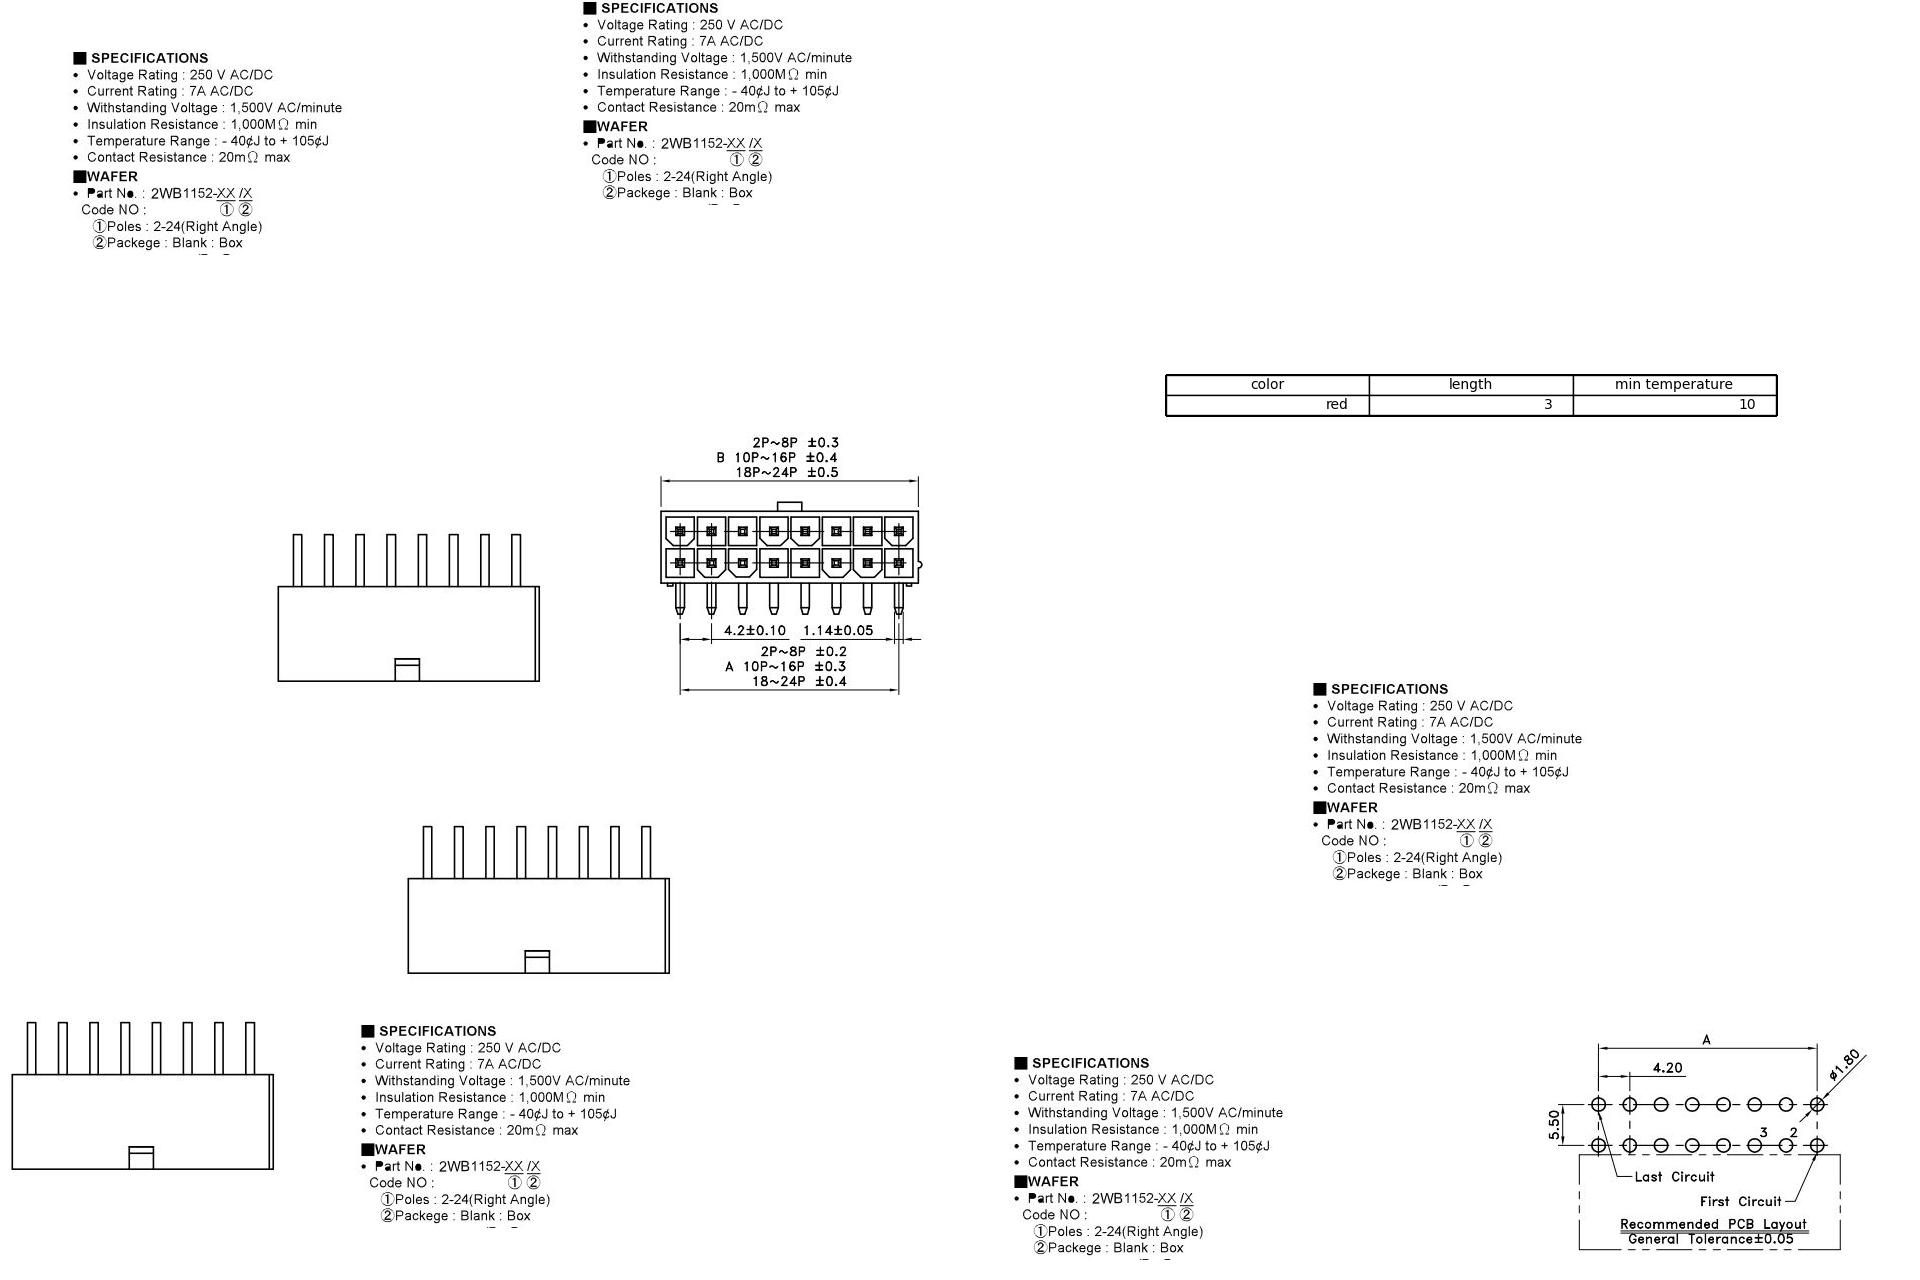 ■ SPECIFICATIONS
• Voltage Rating : 250 V AC/DC
• Current Rating : 7A AC/DC
• Withstanding Voltage : 1,500V AC/minute
• Insulation Resistance : 1,000MΩ min
• Temperature Range : - 40¢J to + 105¢J
• Contact Resistance : 20mΩ max
■WAFER
• Part No. : 2WB1152-XX /X
Code NO : ① ②
①Poles : 2-24(Right Angle)
②Packege : Blank : Box
■ SPECIFICATIONS
• Voltage Rating : 250 V AC/DC
• Current Rating : 7A AC/DC
• Withstanding Voltage : 1,500V AC/minute
• Insulation Resistance : 1,000MΩ min
• Temperature Range : - 40¢J to + 105¢J
• Contact Resistance : 20mΩ max
■WAFER
• Part No. : 2WB1152-XX /X
Code NO : ① ②
①Poles : 2-24(Right Angle)
②Packege : Blank : Box
color length min temperature
red 3 10
2P~8P ±0.3
B 10P~16P ±0.4
18P~24P ±0.5
4.2±0.10 1.14±0.05
2P~8P ±0.2
A 10P~16P ±0.3
18~24P ±0.4
■ SPECIFICATIONS
• Voltage Rating : 250 V AC/DC
• Current Rating : 7A AC/DC
• Withstanding Voltage : 1,500V AC/minute
• Insulation Resistance : 1,000MΩ min
• Temperature Range : - 40¢J to + 105¢J
• Contact Resistance : 20mΩ max
■WAFER
• Part No. : 2WB1152-XX /X
Code NO : ① ②
①Poles : 2-24(Right Angle)
②Packege : Blank : Box
■ SPECIFICATIONS
• Voltage Rating : 250 V AC/DC
• Current Rating : 7A AC/DC
• Withstanding Voltage : 1,500V AC/minute
• Insulation Resistance : 1,000MΩ min
• Temperature Range : - 40¢J to + 105¢J
• Contact Resistance : 20mΩ max
■WAFER
• Part No. : 2WB1152-XX /X
Code NO : ① ②
①Poles : 2-24(Right Angle)
②Packege : Blank : Box
■ SPECIFICATIONS
• Voltage Rating : 250 V AC/DC
• Current Rating : 7A AC/DC
• Withstanding Voltage : 1,500V AC/minute
• Insulation Resistance : 1,000MΩ min
• Temperature Range : - 40¢J to + 105¢J
• Contact Resistance : 20mΩ max
■WAFER
• Part No. : 2WB1152-XX /X
Code NO : ① ②
①Poles : 2-24(Right Angle)
②Packege : Blank : Box
A
4.20
ø1.80
5.50
3 2
Last Circuit
First Circuit
Recommended PCB Layout
General Tolerance±0.05